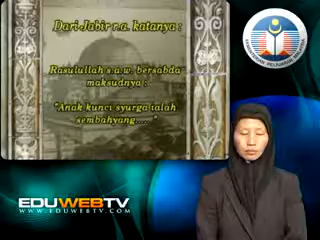 Dari Jabir r.a. katanya :
Rasulullah s.a.w. bersabda
maksudnya :
"Anak kunci syurga ialah
sembahyang...."
EDUWEBTV
WWW.EDUWEBTV.COM